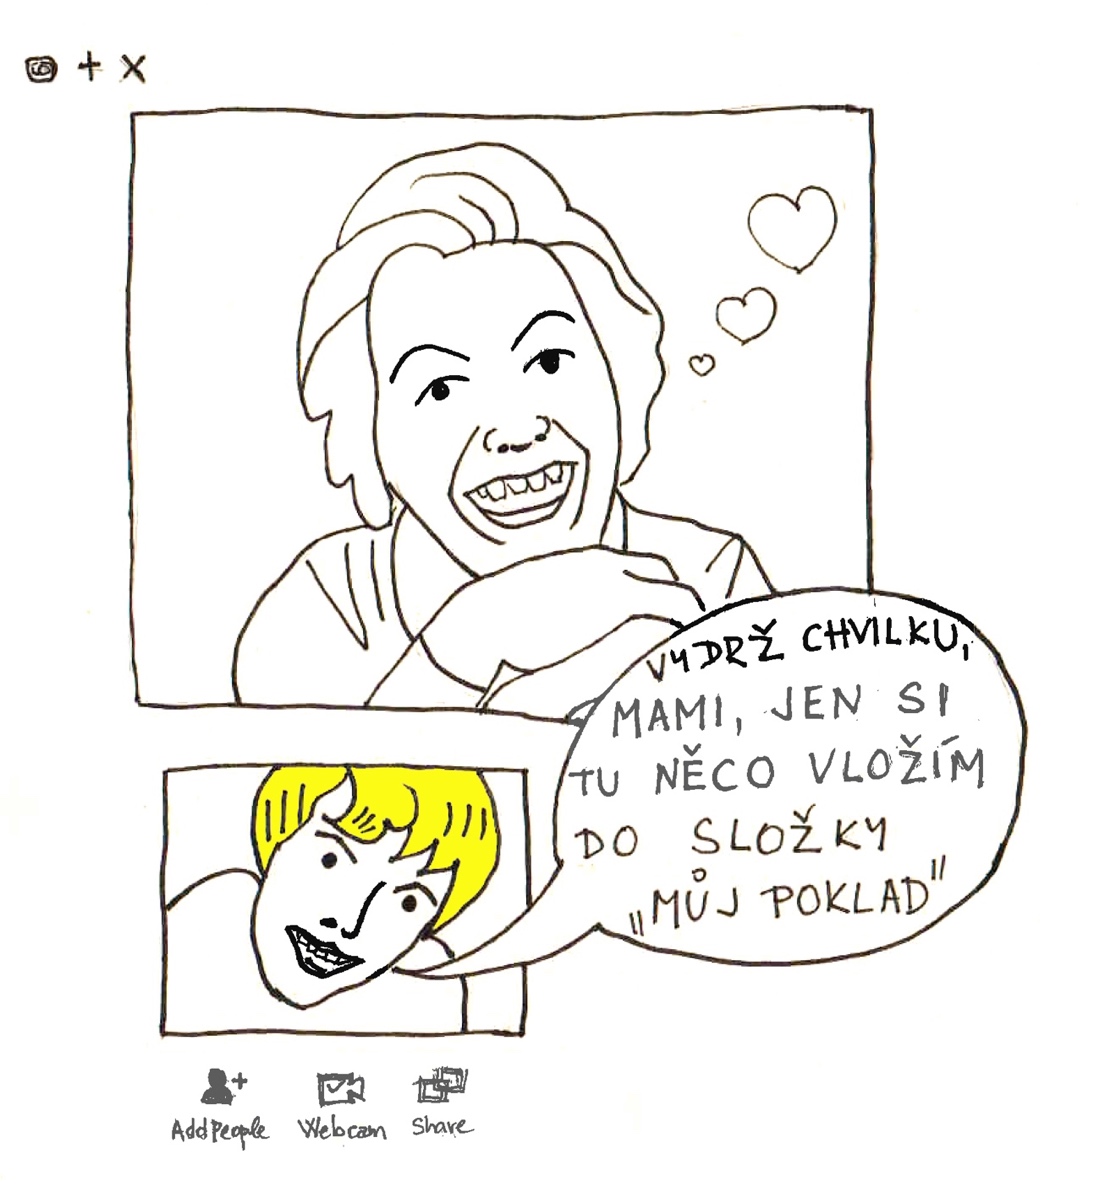 VYDRŽ CHVILKU,
MAMI, JEN SI
TU NĚCO VLOŽÍM
DO SLOŽKY
„MŮJ POKLAD"
Add People Webcam Share